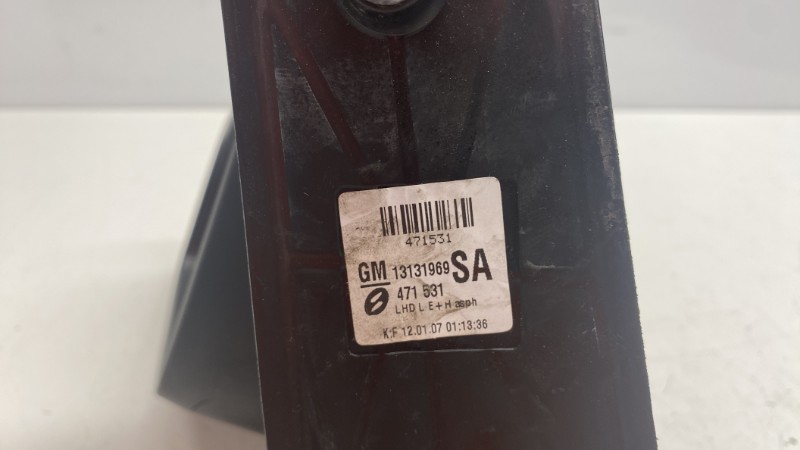 471531
GM 13131969 SA
471 531
LHD L E+H asph
K:F 12.01.07 01:13:36